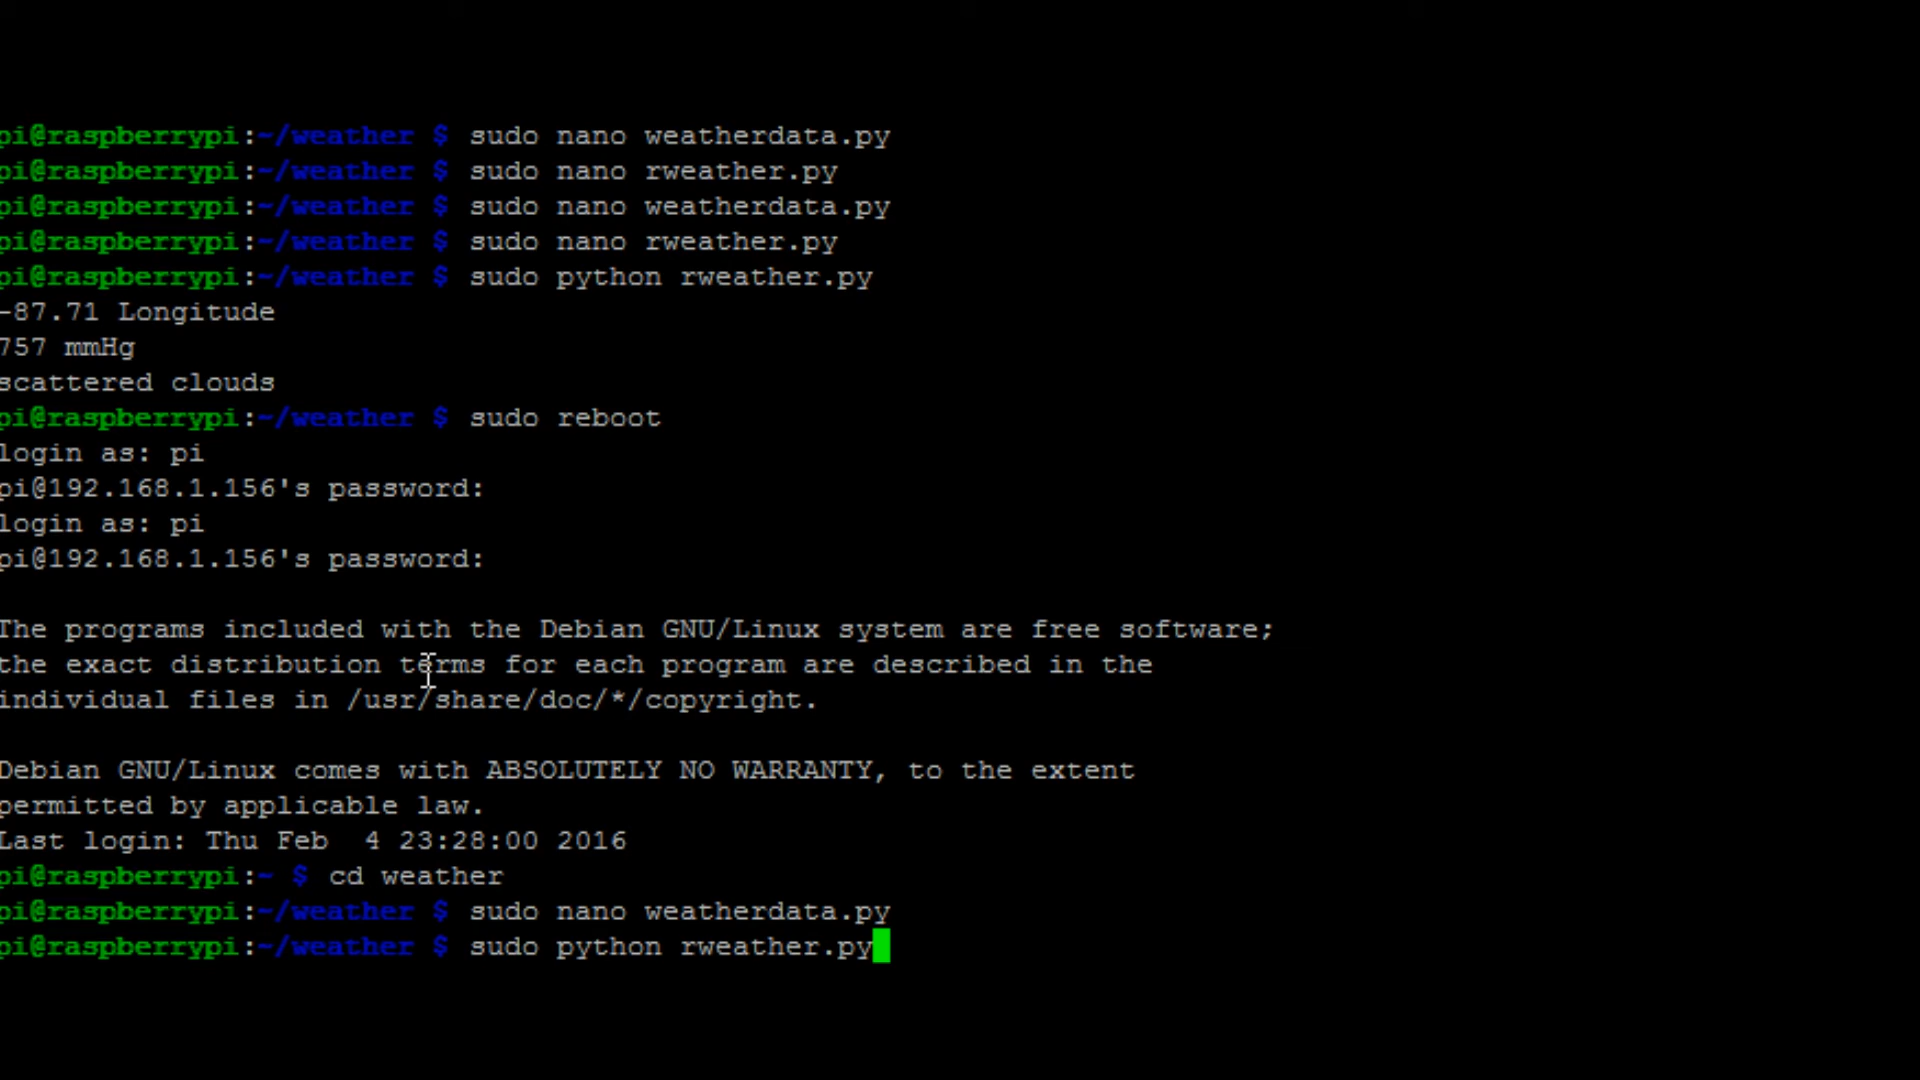 pi@raspberrypi:~/weather $ sudo nano weatherdata.py
pi@raspberrypi:~/weather $ sudo nano rweather.py
pi@raspberrypi:~/weather $ sudo nano weatherdata.py
pi@raspberrypi:~/weather $ sudo nano rweather.py
pi@raspberrypi:~/weather $ sudo python rweather.py
-87.71 Longitude
757 mmHg
scattered clouds
pi@raspberrypi:~/weather $ sudo reboot
login as: pi
pi@192.168.1.156's password:
login as: pi
pi@192.168.1.156's password:
The programs included with the Debian GNU/Linux system are free software;
the exact distribution terms for each program are described in the
individual files in /usr/share/doc/*/copyright.
Debian GNU/Linux comes with ABSOLUTELY NO WARRANTY, to the extent
permitted by applicable law.
Last login: Thu Feb  4 23:28:00 2016
pi@raspberrypi:~ $ cd weather
pi@raspberrypi:~/weather $ sudo nano weatherdata.py
pi@raspberrypi:~/weather $ sudo python rweather.py